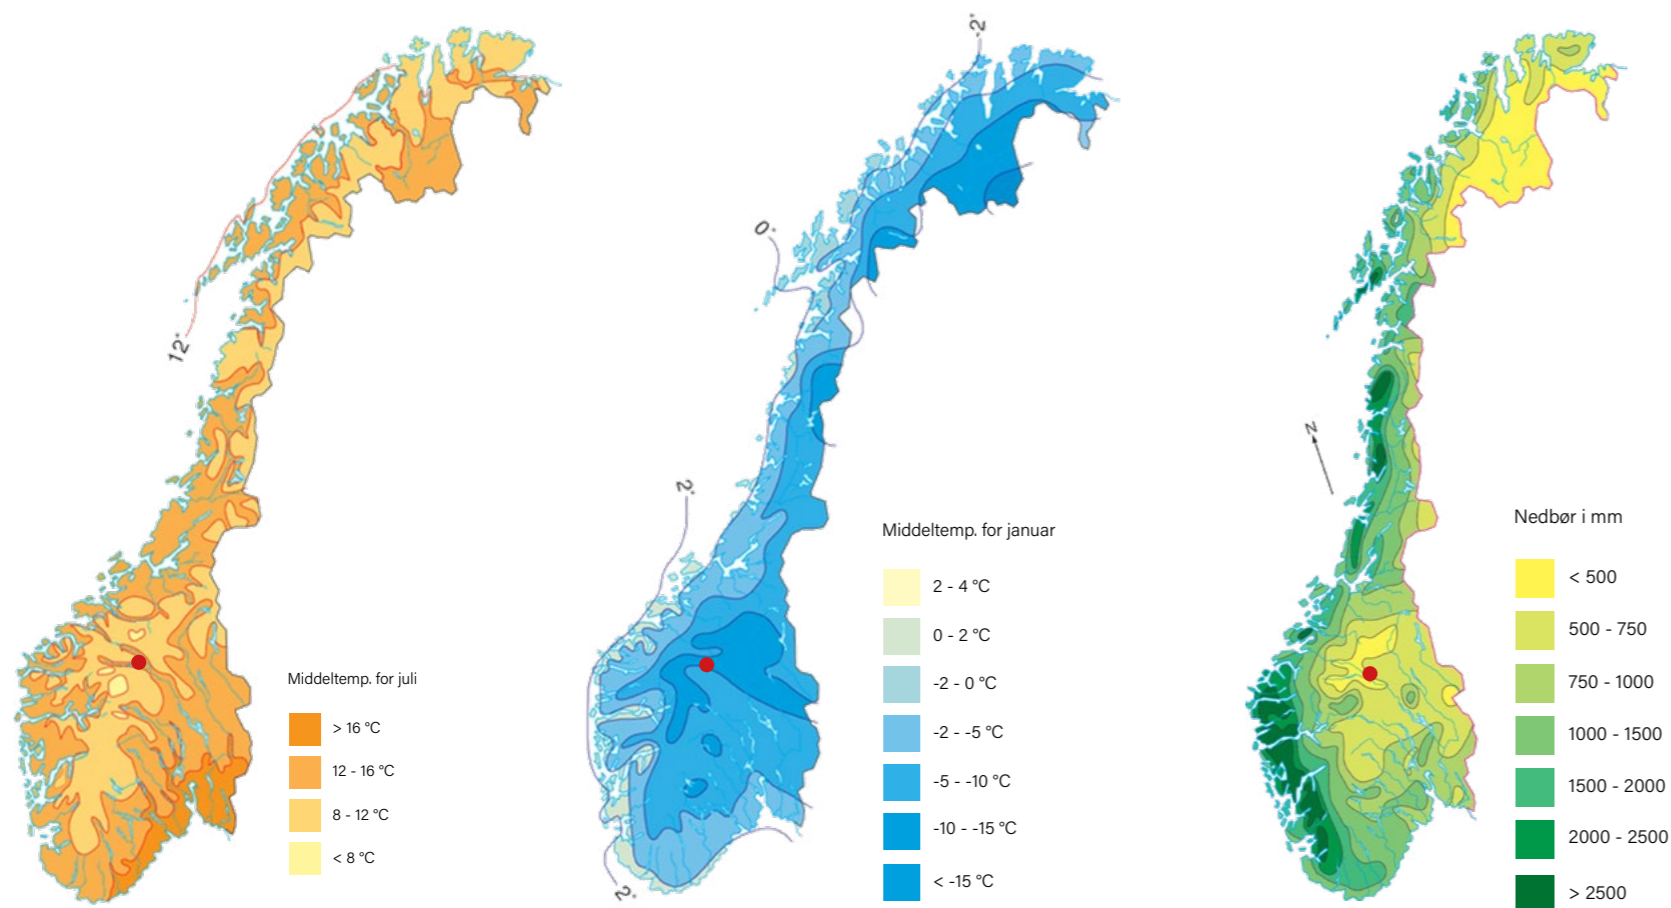 12°
Middeltemp. for juli
> 16 °C
12 - 16 °C
8 - 12 °C
< 8 °C
-2°
0°
2°
2°
Middeltemp. for januar
2 - 4 °C
0 - 2 °C
-2 - 0 °C
-2 - -5 °C
-5 - -10 °C
-10 - -15 °C
< -15 °C
N
Nedbør i mm
< 500
500 - 750
750 - 1000
1000 - 1500
1500 - 2000
2000 - 2500
> 2500